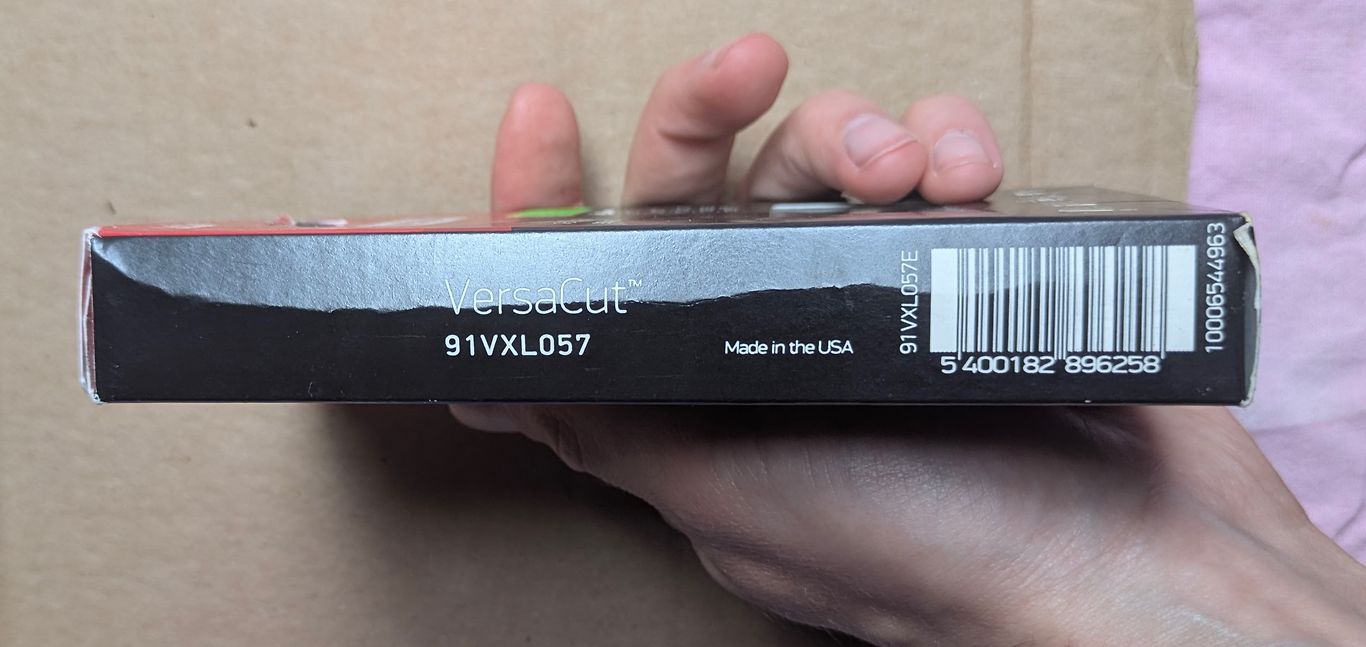 VersaCut™
91VXL057
Made in the USA
91VXL057E
5 400182 896258
10006544963